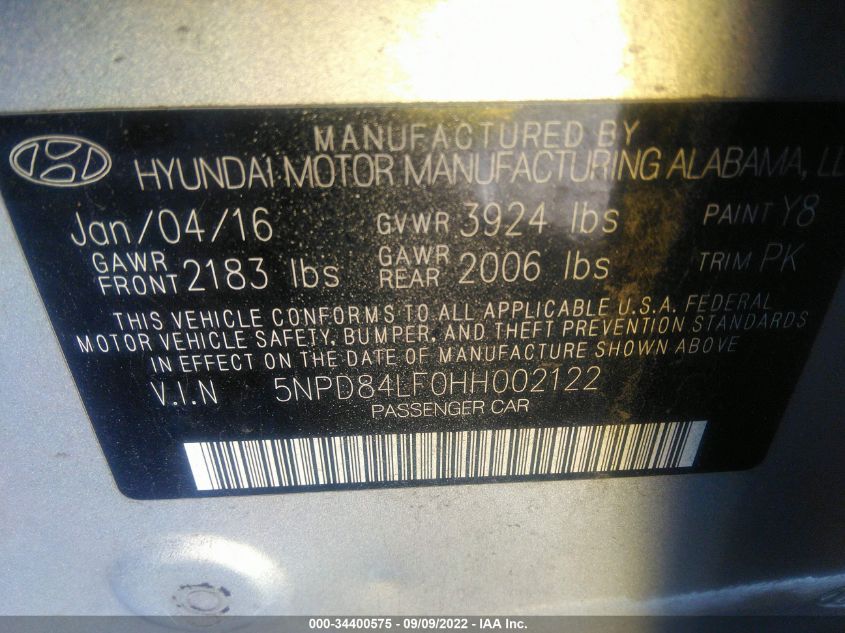 MANUFACTURED BY
HYUNDAI MOTOR MANUFACTURING ALABAMA,
Jan/04/16 GVWR 3924 lbs PAINT Y8
GAWR FRONT 2183 lbs GAWR REAR 2006 lbs TRIM PK
THIS VEHICLE CONFORMS TO ALL APPLICABLE U.S.A. FEDERAL
MOTOR VEHICLE SAFETY, BUMPER, AND THEFT PREVENTION STANDARDS
IN EFFECT ON THE DATE OF MANUFACTURE SHOWN ABOVE
V.I.N 5NPD84LF0HH002122
PASSENGER CAR
000-34400575 - 09/09/2022 - IAA Inc.